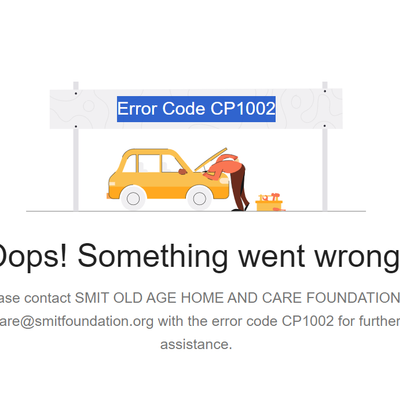 Error Code CP1002
Oops! Something went wrong
ase contact SMIT OLD AGE HOME AND CARE FOUNDATION
are@smitfoundation.org with the error code CP1002 for further
assistance.